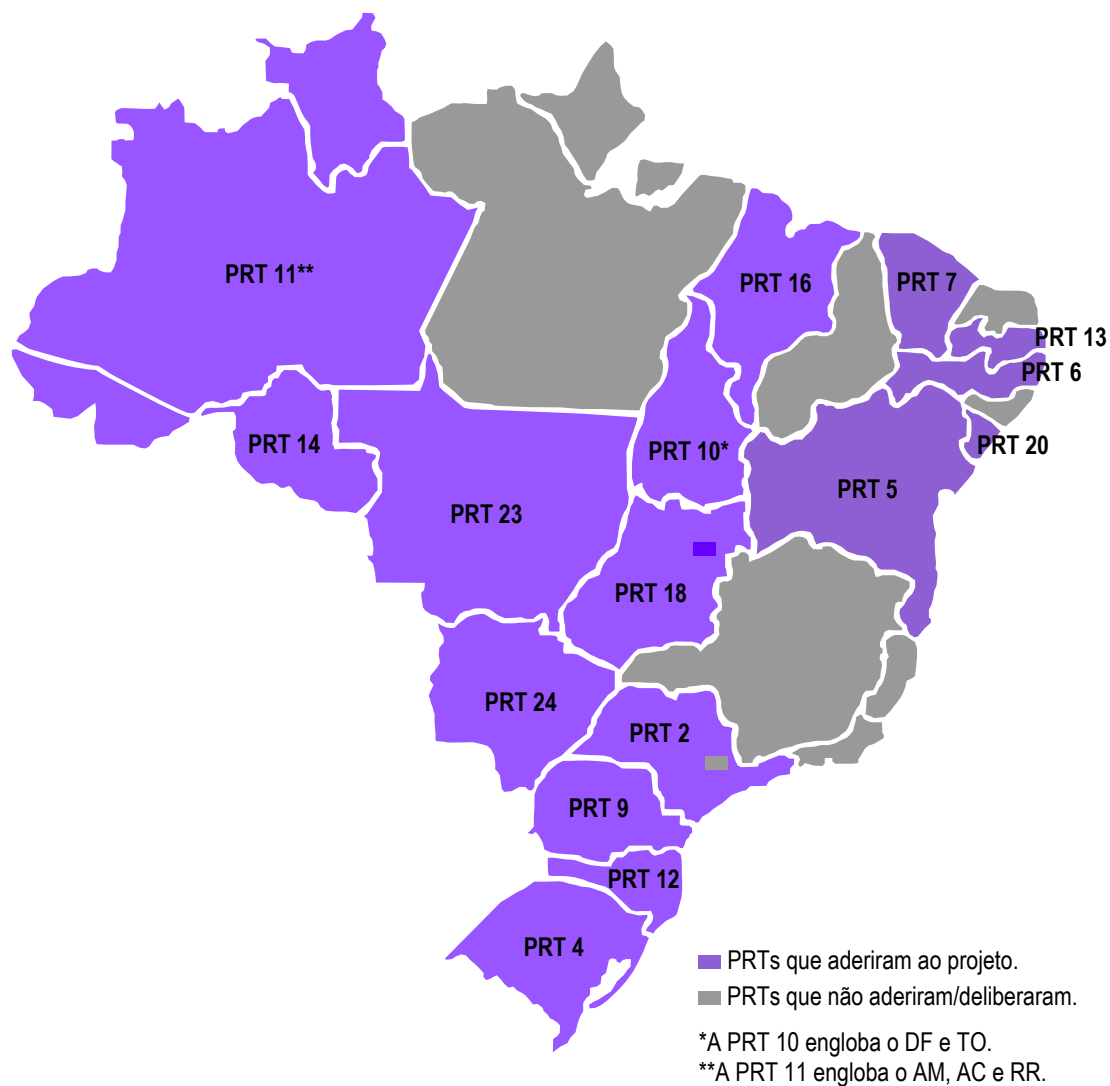 PRT 11**
PRT 16
PRT 7
PRT 13
PRT 6
PRT 14
PRT 10*
PRT 20
PRT 5
PRT 23
PRT 18
PRT 24
PRT 2
PRT 9
PRT 12
PRT 4
PRTs que aderiram ao projeto.
PRTs que não aderiram/deliberaram.
*A PRT 10 engloba o DF e TO.
**A PRT 11 engloba o AM, AC e RR.